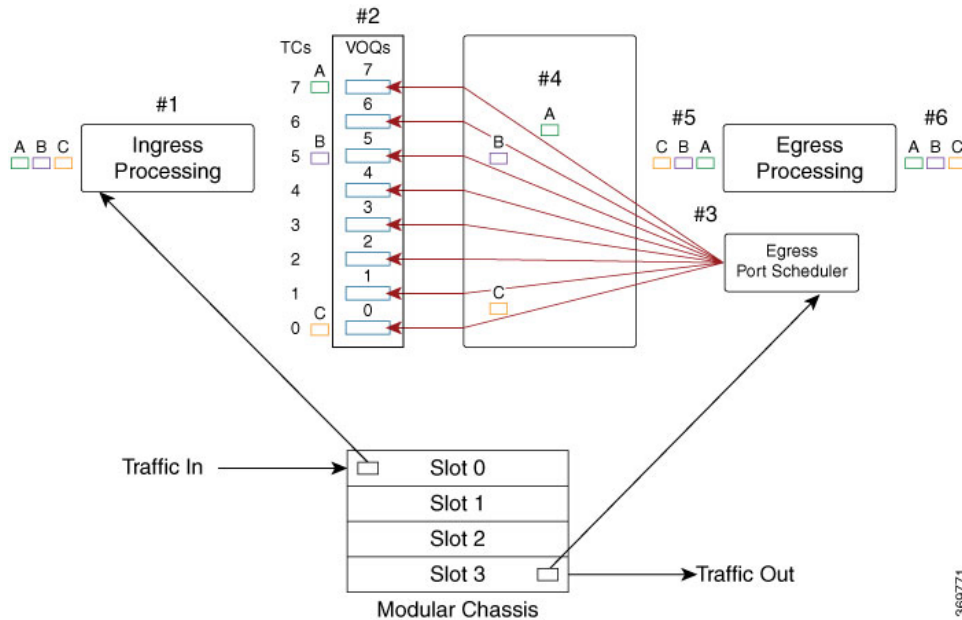 #2
TCs VOQs
7 A 7
6 6
5 B 5
4 4
3 3
2 2
1 1
0 C 0
#1
A B C
Ingress
Processing
#4
A
B
C
#5
C B A
Egress
Processing
#6
A B C
#3
Egress
Port Scheduler
Traffic In
Slot 0
Slot 1
Slot 2
Slot 3
Traffic Out
Modular Chassis
369771